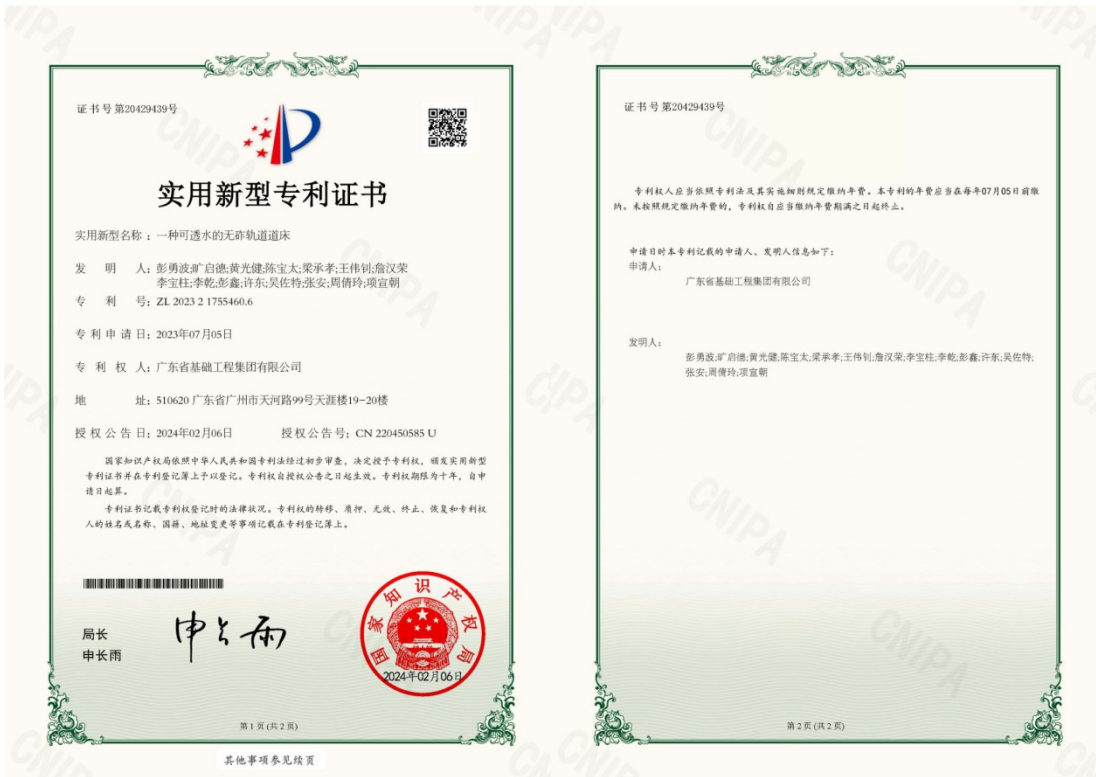 证书号第20429439号
实用新型专利证书
实用新型名称：一种可透水的无砟轨道道床
发明人：彭勇波;旷启德;黄光健;陈宝太;梁承孝;王伟钊;詹汉荣
李宝柱;李乾;彭鑫;许东;吴佐特;张安;周倩玲;项宣朝
专利号：ZL 2023 2 1755460.6
专利申请日：2023年07月05日
专利权人：广东省基础工程集团有限公司
地址：510620 广东省广州市天河路99号天涯楼19-20楼
授权公告日：2024年02月06日 授权公告号：CN 220450585 U
国家知识产权局依照中华人民共和国专利法经过初步审查，决定授予专利权，颁发实用新型
专利证书并在专利登记簿上予以登记。专利权自授权公告之日起生效。专利权期限为十年，自申
请日起算。
专利证书记载专利权登记时的法律状况。专利权的转移、质押、无效、终止、恢复和专利权
人的姓名或名称、国籍、地址变更等事项记载在专利登记簿上。
局长
申长雨
申长雨
国家知识产权局
2024年02月06日
第 1 页 (共 2 页)
其他事项参见续页
证书号第20429439号
专利权人应当依照专利法及其实施细则规定缴纳年费。本专利的年费应当在每年07月05日前缴
纳。未按照规定缴纳年费的，专利权自应当缴纳年费期满之日起终止。
申请日时本专利记载的申请人、发明人信息如下：
申请人：
广东省基础工程集团有限公司
发明人：
彭勇波;旷启德;黄光健;陈宝太;梁承孝;王伟钊;詹汉荣;李宝柱;李乾;彭鑫;许东;吴佐特;
张安;周倩玲;项宣朝
第 2 页 (共 2 页)
CNIPA